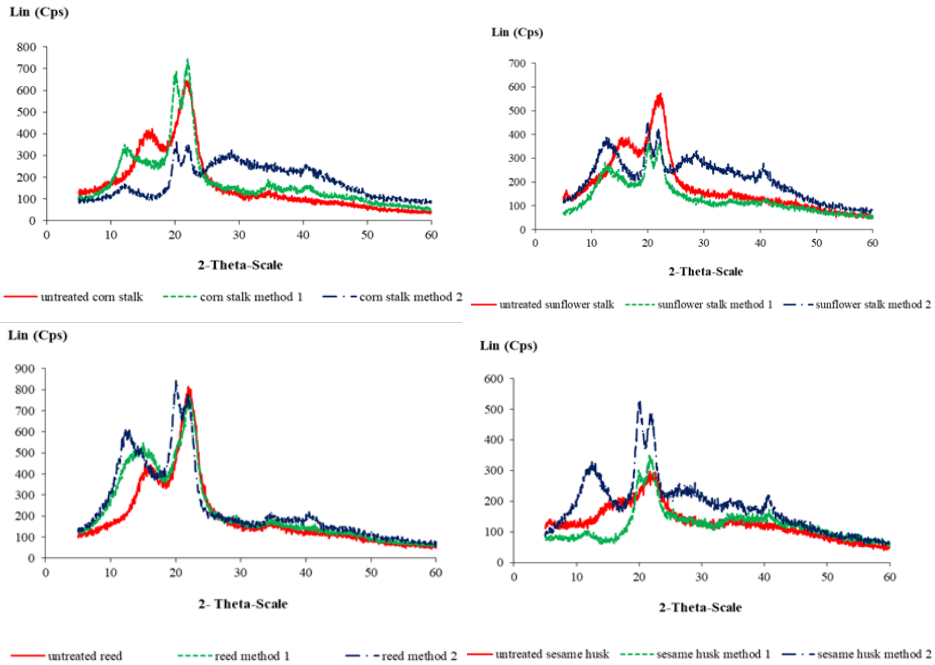 Lin (Cps)
800
700
600
500
400
300
200
100
0
0 10 20 30 40 50 60
2-Theta-Scale
untreated corn stalk corn stalk method 1 corn stalk method 2
Lin (Cps)
700
600
500
400
300
200
100
0
0 10 20 30 40 50 60
2-Theta-Scale
untreated sunflower stalk sunflower stalk method 1 sunflower stalk method 2
Lin (Cps)
900
800
700
600
500
400
300
200
100
0
0 10 20 30 40 50 60
2- Theta-Scale
untreated reed reed method 1 reed method 2
Lin (Cps)
600
500
400
300
200
100
0
0 10 20 30 40 50 60
2-Theta-Scale
untreated sesame husk sesame husk method 1 sesame husk method 2